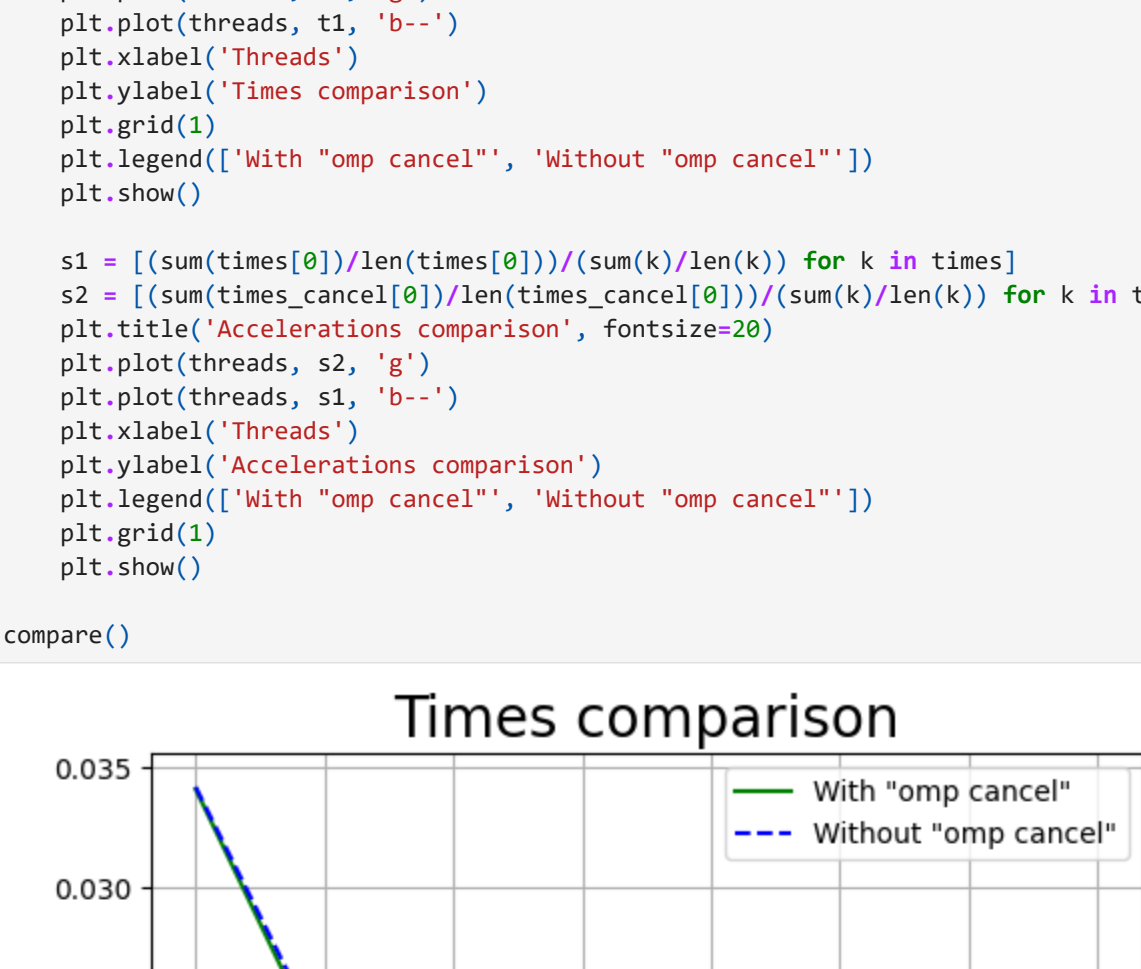 plt.plot(threads, t1, 'b--')
plt.xlabel('Threads')
plt.ylabel('Times comparison')
plt.grid(1)
plt.legend(['With "omp cancel"', 'Without "omp cancel"'])
plt.show()
s1 = [(sum(times[0])/len(times[0]))/(sum(k)/len(k)) for k in times]
s2 = [(sum(times_cancel[0])/len(times_cancel[0]))/(sum(k)/len(k)) for k in
plt.title('Accelerations comparison', fontsize=20)
plt.plot(threads, s2, 'g')
plt.plot(threads, s1, 'b--')
plt.xlabel('Threads')
plt.ylabel('Accelerations comparison')
plt.legend(['With "omp cancel"', 'Without "omp cancel"'])
plt.grid(1)
plt.show()
compare()
Times comparison
0.035
With "omp cancel"
Without "omp cancel"
0.030